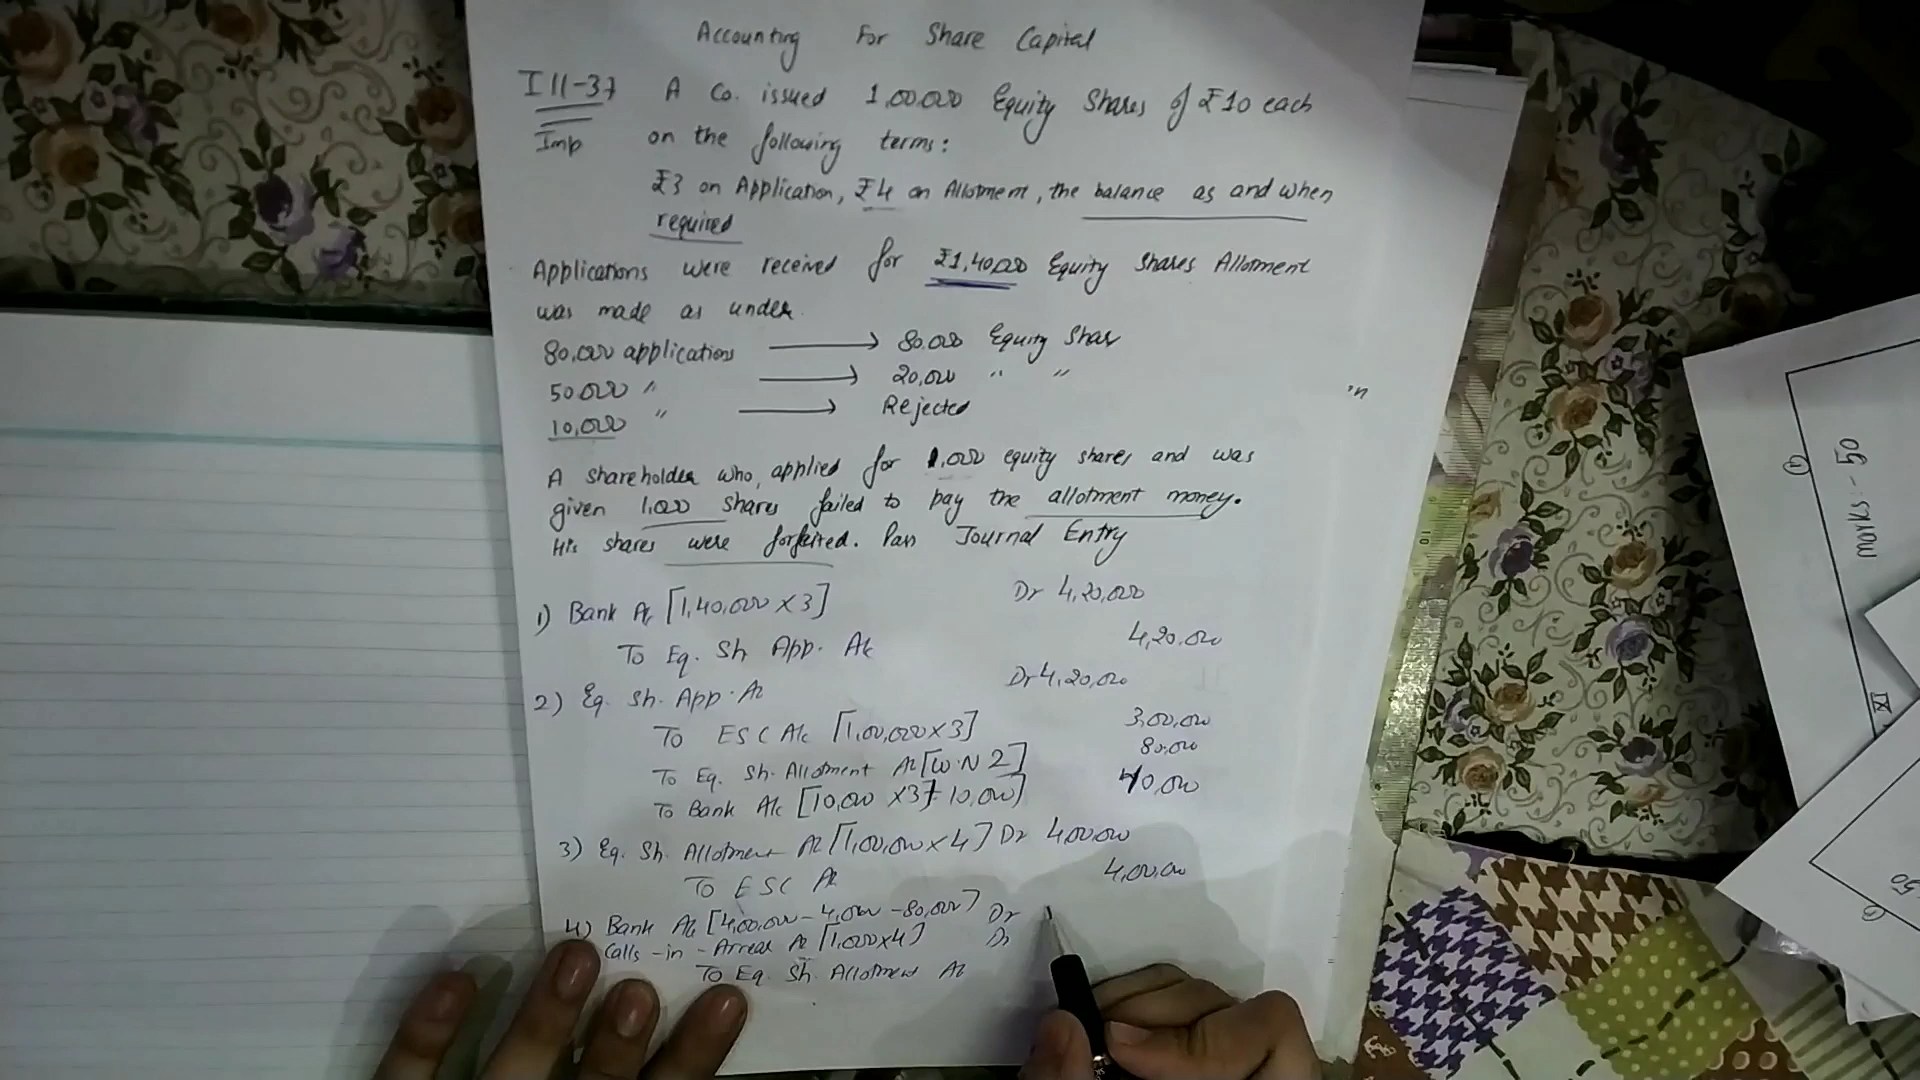 Accounting For Share Capital
Ill-37 A Co. issued 1,00,000 Equity Shares of ₹10 each
Imp on the following terms:
₹3 on Application, ₹4 on Allotment, the balance as and when
required
Applications were received for ₹1,40,000 Equity Shares Allotment
was made as under.
80,000 applications → 80,000 Equity Shar
50,000 " → 20,000 " "
10,000 " → Rejected
A shareholder who, applied for 1,000 equity shares and was
given 1,000 shares failed to pay the allotment money.
His shares were forfeited. Pass Journal Entry
1) Bank A/c [1,40,000 x 3] Dr 4,20,000
To Eq. Sh App. A/c 4,20,000
2) Eq. Sh. App. A/c Dr 4,20,000
To ESC A/c [1,00,000 x 3] 3,00,000
To Eq. Sh. Allotment A/c [W.N 2] 80,000
To Bank A/c [10,000 x 3 + 10,000] 40,000
3) Eq. Sh. Allotment A/c [1,00,000 x 4] Dr 4,00,000
To ESC A/c 4,00,000
4) Bank A/c [4,00,000 - 4,000 - 80,000] Dr
Calls-in-Arrear A/c [1,000x4] Dr
To Eq. Sh. Allotment A/c
Marks:- 50
IX
50